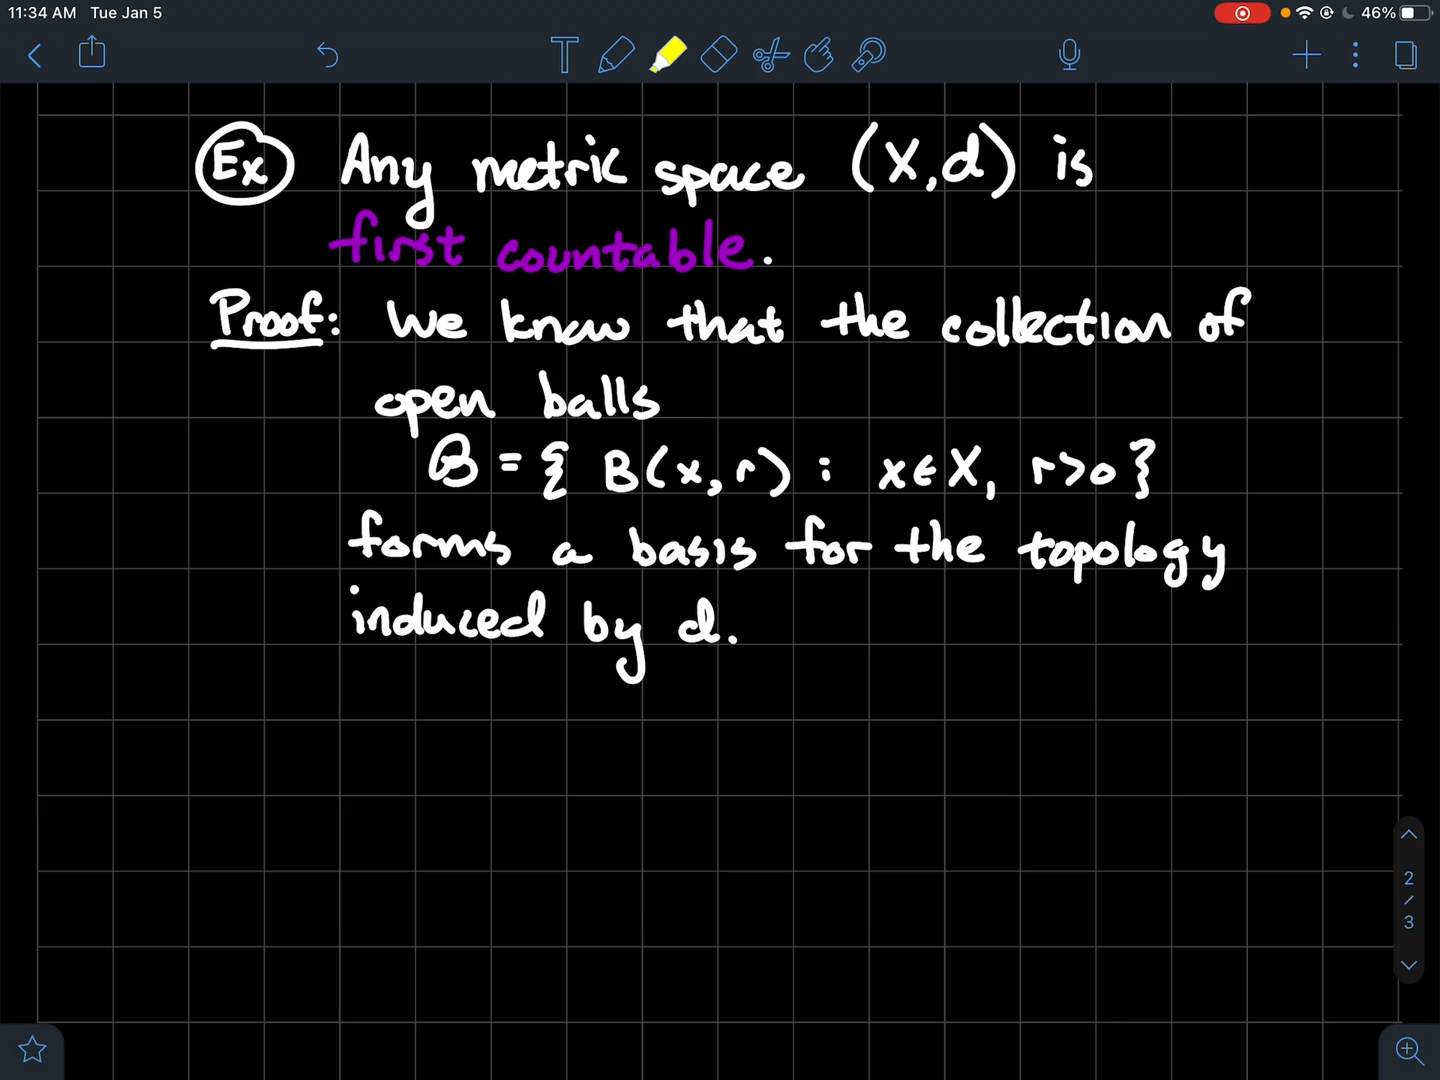 11:34 AM Tue Jan 5
46%
Ex Any metric space (X,d) is
first countable.
Proof: We know that the collection of
open balls
B = { B(x,r) : x∈X, r>0 }
forms a basis for the topology
induced by d.
2
/
3